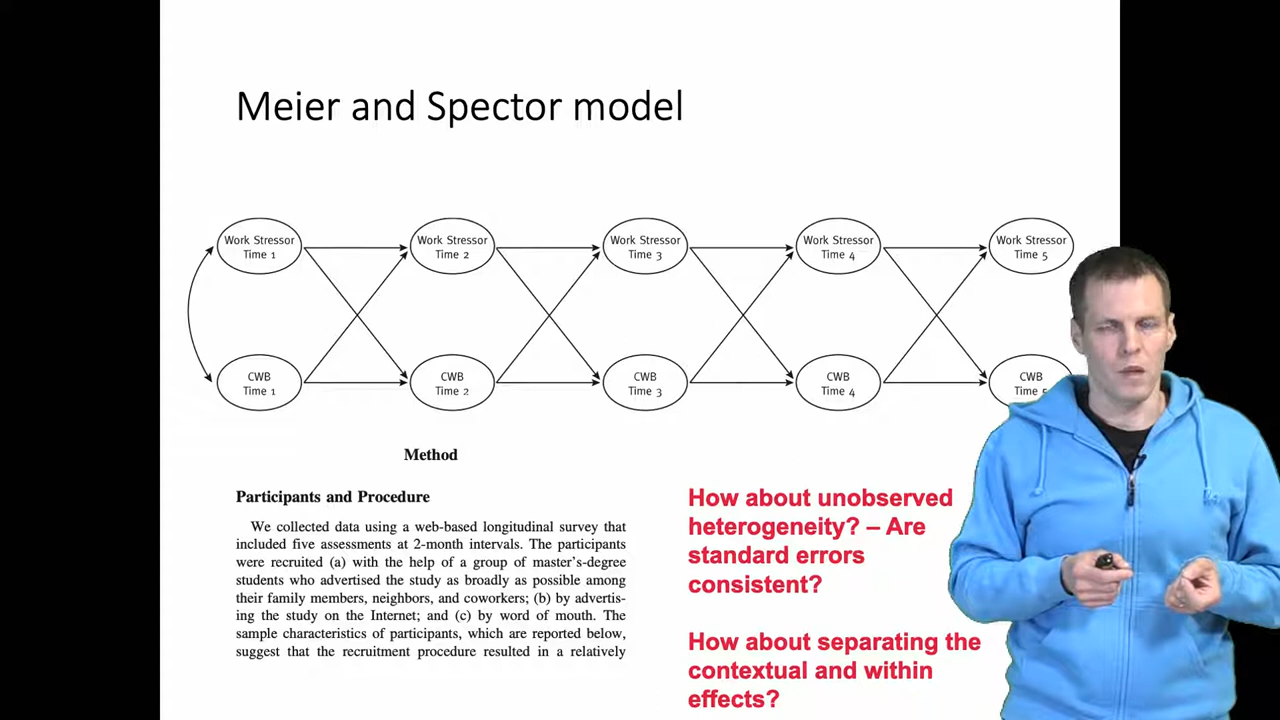 Meier and Spector model
Work Stressor
Time 1
Work Stressor
Time 2
Work Stressor
Time 3
Work Stressor
Time 4
Work Stressor
Time 5
CWB
Time 1
CWB
Time 2
CWB
Time 3
CWB
Time 4
CWB
Time
Method
Participants and Procedure
We collected data using a web-based longitudinal survey that
included five assessments at 2-month intervals. The participants
were recruited (a) with the help of a group of master's-degree
students who advertised the study as broadly as possible among
their family members, neighbors, and coworkers; (b) by advertis-
ing the study on the Internet; and (c) by word of mouth. The
sample characteristics of participants, which are reported below,
suggest that the recruitment procedure resulted in a relatively
How about unobserved
heterogeneity? – Are
standard errors
consistent?
How about separating the
contextual and within
effects?